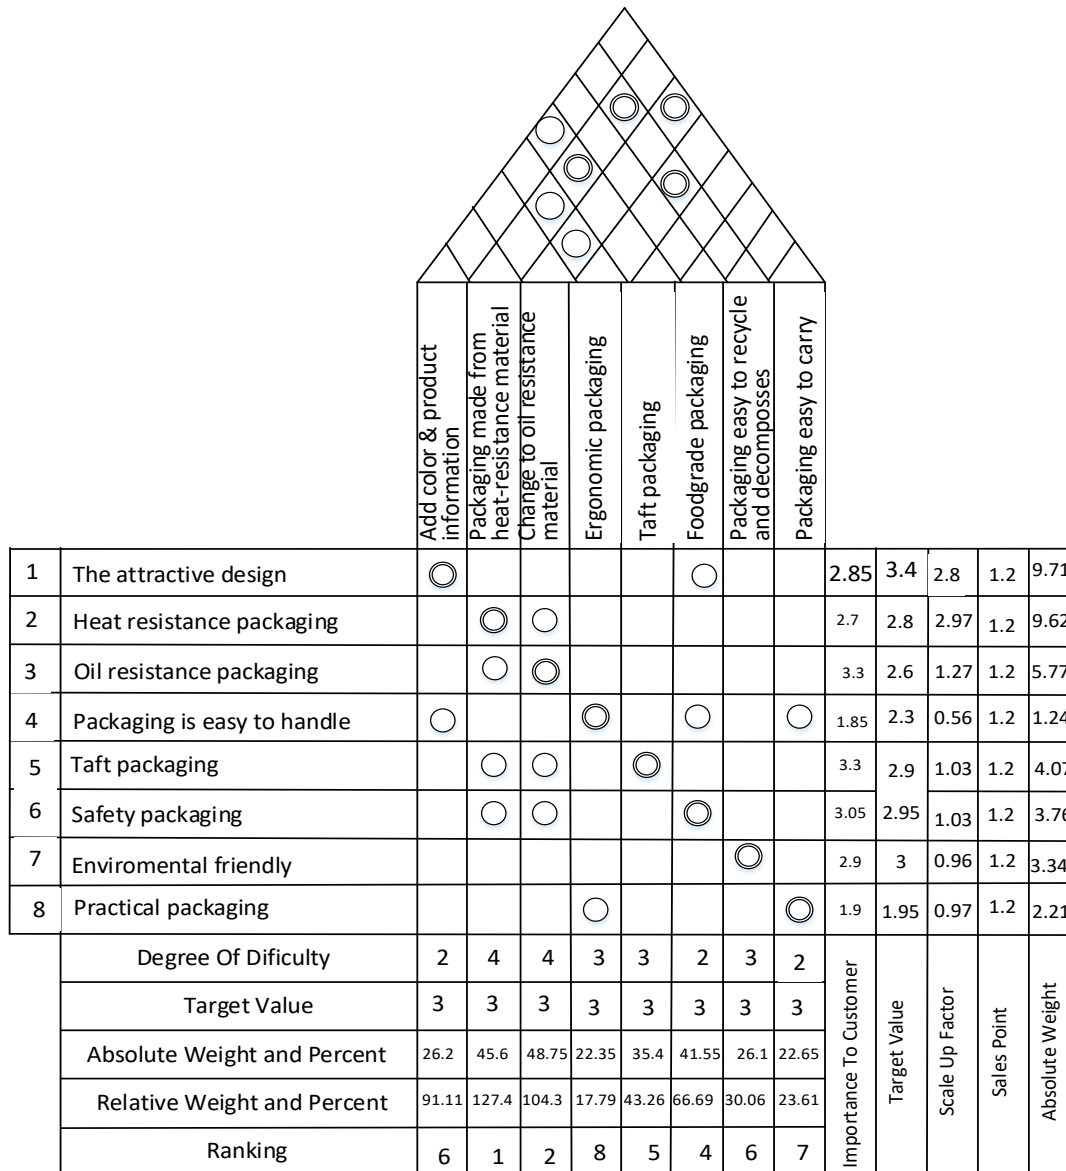 Add color & product
information
Packaging made from
heat-resistance material
Change to oil resistance
material
Ergonomic packaging
Taft packaging
Foodgrade packaging
Packaging easy to recycle
and decomposses
Packaging easy to carry
1 The attractive design 2.85 3.4 2.8 1.2 9.71
2 Heat resistance packaging 2.7 2.8 2.97 1.2 9.62
3 Oil resistance packaging 3.3 2.6 1.27 1.2 5.77
4 Packaging is easy to handle 1.85 2.3 0.56 1.2 1.24
5 Taft packaging 3.3 2.9 1.03 1.2 4.07
6 Safety packaging 3.05 2.95 1.03 1.2 3.76
7 Enviromental friendly 2.9 3 0.96 1.2 3.34
8 Practical packaging 1.9 1.95 0.97 1.2 2.21
Degree Of Dificulty 2 4 4 3 3 2 3 2
Target Value 3 3 3 3 3 3 3 3
Absolute Weight and Percent 26.2 45.6 48.75 22.35 35.4 41.55 26.1 22.65
Relative Weight and Percent 91.11 127.4 104.3 17.79 43.26 66.69 30.06 23.61
Ranking 6 1 2 8 5 4 6 7
Importance To Customer
Target Value
Scale Up Factor
Sales Point
Absolute Weight